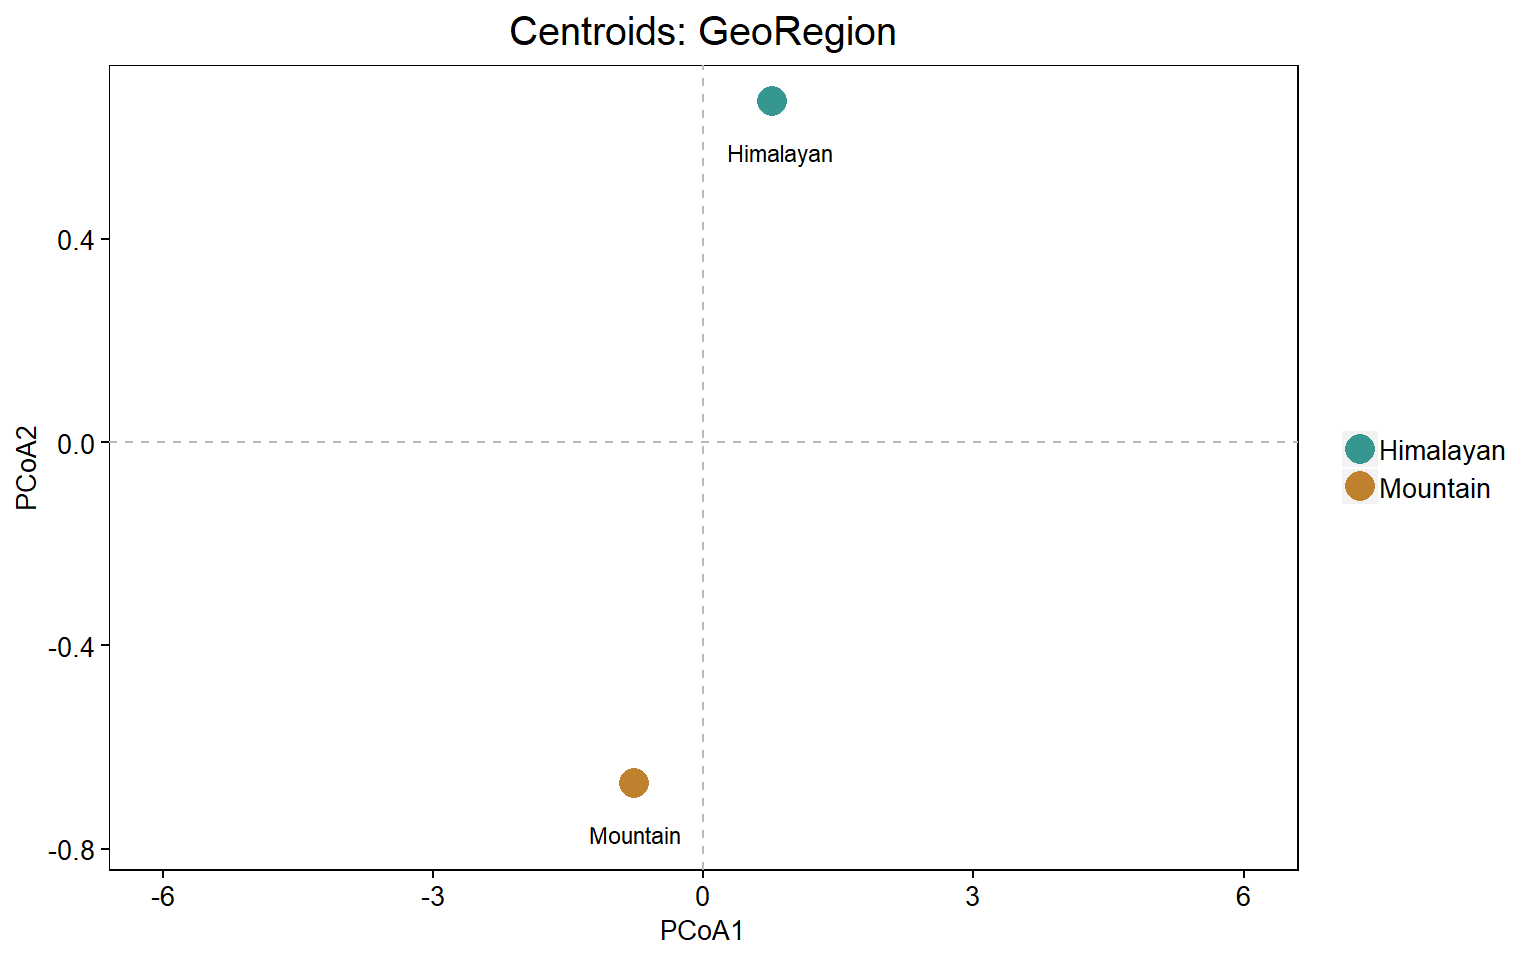 Centroids: GeoRegion
Himalayan
0.4
0.0
-0.4
-0.8
PCoA2
Mountain
-6
-3
0
3
6
PCoA1
Himalayan
Mountain